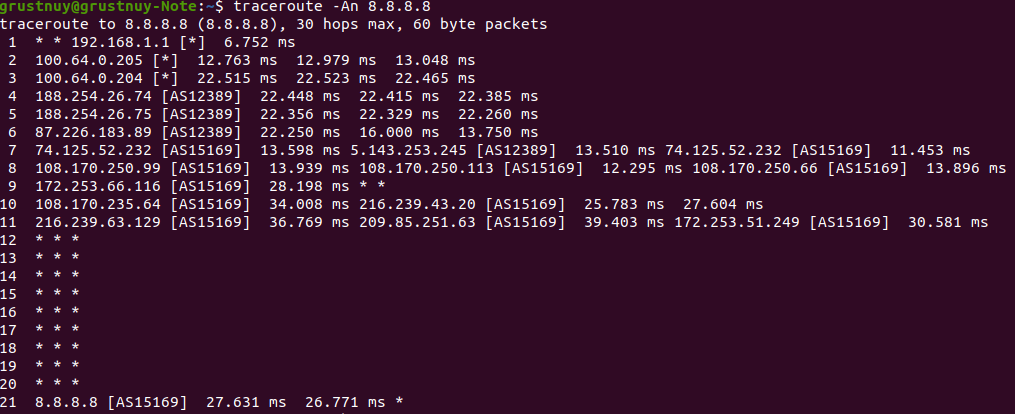 grustnuy@grustnuy-Note:~$ traceroute -An 8.8.8.8
traceroute to 8.8.8.8 (8.8.8.8), 30 hops max, 60 byte packets
 1  * * 192.168.1.1 [*]  6.752 ms
 2  100.64.0.205 [*]  12.763 ms  12.979 ms  13.048 ms
 3  100.64.0.204 [*]  22.515 ms  22.523 ms  22.465 ms
 4  188.254.26.74 [AS12389]  22.448 ms  22.415 ms  22.385 ms
 5  188.254.26.75 [AS12389]  22.356 ms  22.329 ms  22.260 ms
 6  87.226.183.89 [AS12389]  22.250 ms  16.000 ms  13.750 ms
 7  74.125.52.232 [AS15169]  13.598 ms 5.143.253.245 [AS12389]  13.510 ms 74.125.52.232 [AS15169]  11.453 ms
 8  108.170.250.99 [AS15169]  13.939 ms 108.170.250.113 [AS15169]  12.295 ms 108.170.250.66 [AS15169]  13.896 ms
 9  172.253.66.116 [AS15169]  28.198 ms * *
10  108.170.235.64 [AS15169]  34.008 ms 216.239.43.20 [AS15169]  25.783 ms  27.604 ms
11  216.239.63.129 [AS15169]  36.769 ms 209.85.251.63 [AS15169]  39.403 ms 172.253.51.249 [AS15169]  30.581 ms
12  * * *
13  * * *
14  * * *
15  * * *
16  * * *
17  * * *
18  * * *
19  * * *
20  * * *
21  8.8.8.8 [AS15169]  27.631 ms  26.771 ms *